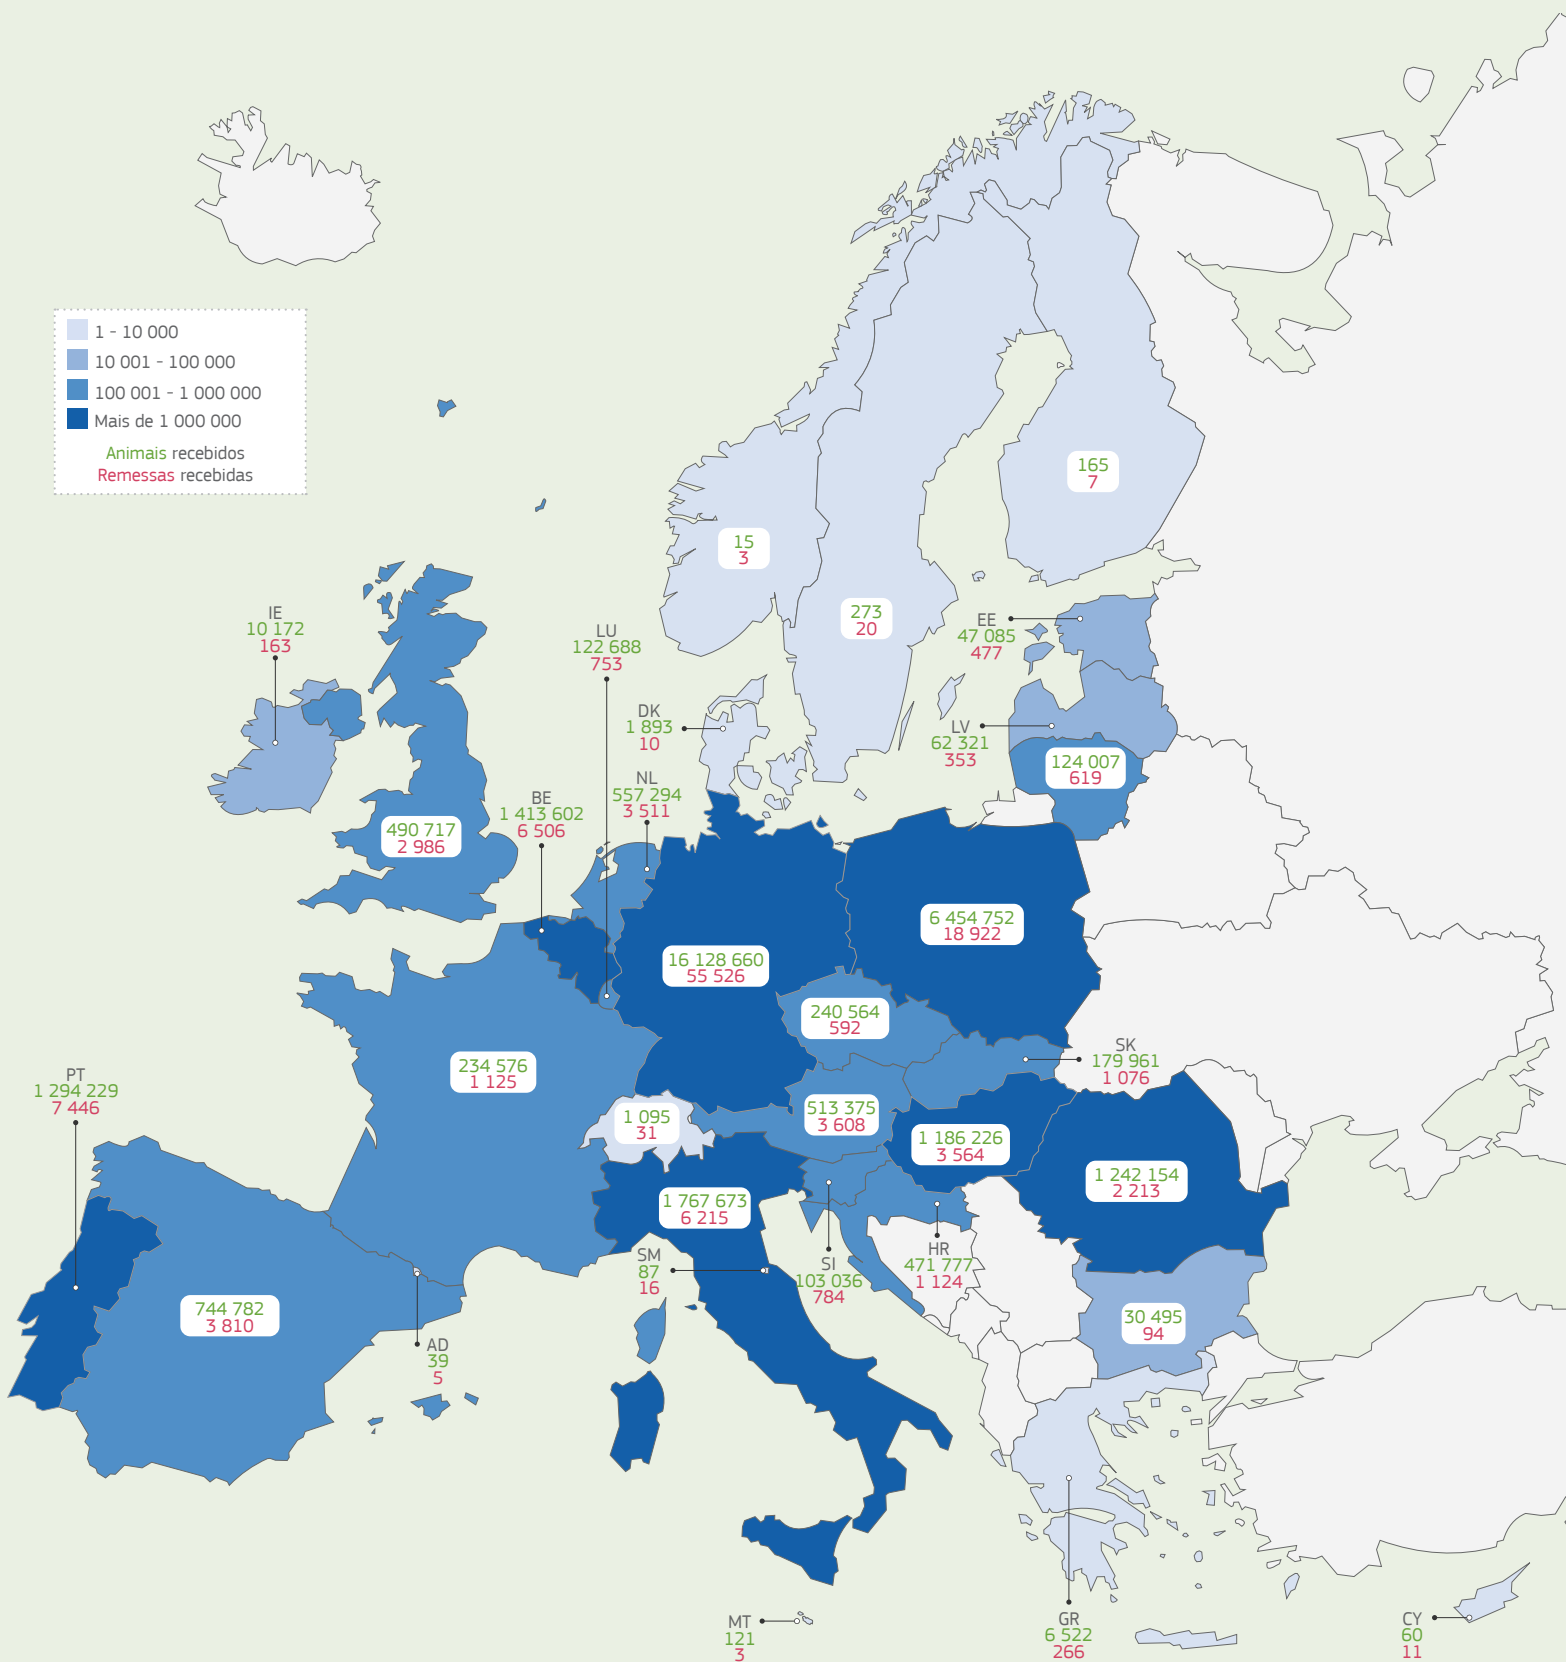 1 - 10 000
10 001 - 100 000
100 001 - 1 000 000
Mais de 1 000 000
Animais recebidos
Remessas recebidas
165
7
15
3
273
20
IE
10 172
163
LU
122 688
753
EE
47 085
477
DK
1 893
10
LV
62 321
353
124 007
619
NL
557 294
3 511
BE
1 413 602
6 506
490 717
2 986
6 454 752
18 922
16 128 660
55 526
240 564
592
SK
179 961
1 076
234 576
1 125
PT
1 294 229
7 446
1 095
31
513 375
3 608
1 186 226
3 564
1 242 154
2 213
1 767 673
6 215
SM
87
16
SI
103 036
784
HR
471 777
1 124
744 782
3 810
30 495
94
AD
39
5
MT
121
3
GR
6 522
266
CY
60
11